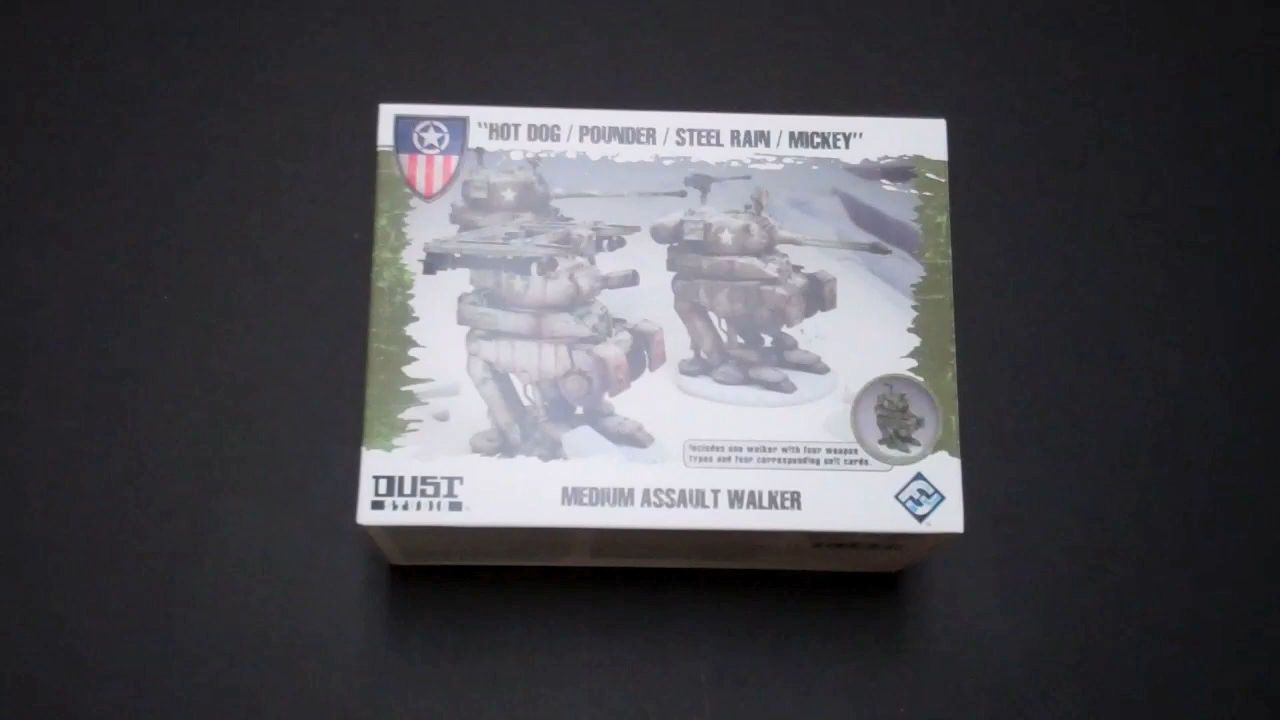 "HOT DOG / POUNDER / STEEL RAIN / MICKEY"
Includes one walker with four weapon
types and four corresponding unit cards.
DUST
MEDIUM ASSAULT WALKER